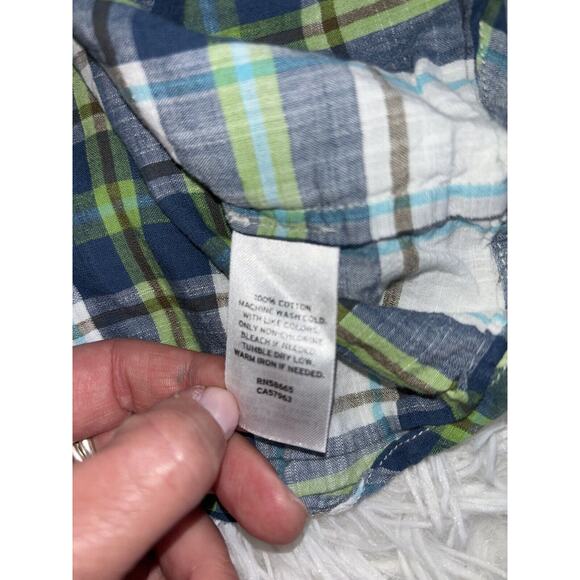 100% COTTON
MACHINE WASH COLD.
WITH LIKE COLORS.
ONLY NON-CHLORINE
BLEACH IF NEEDED.
TUMBLE DRY LOW.
WARM IRON IF NEEDED.
RN58665
CA57963